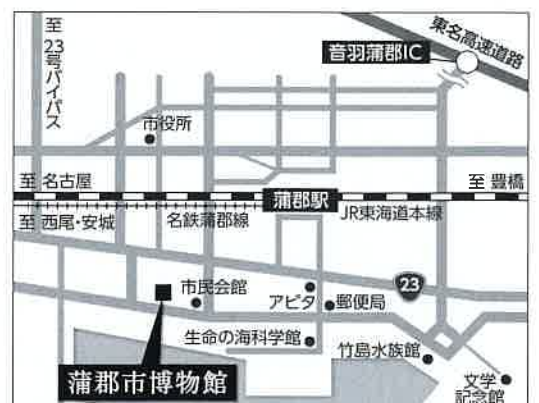 至
23号バイパス
東名高速道路
音羽蒲郡IC
市役所
至 名古屋
至 豊橋
蒲郡駅
至 西尾・安城
名鉄蒲郡線
JR東海道本線
23
市民会館
アピタ
郵便局
生命の海科学館
竹島水族館
蒲郡市博物館
文学
記念館